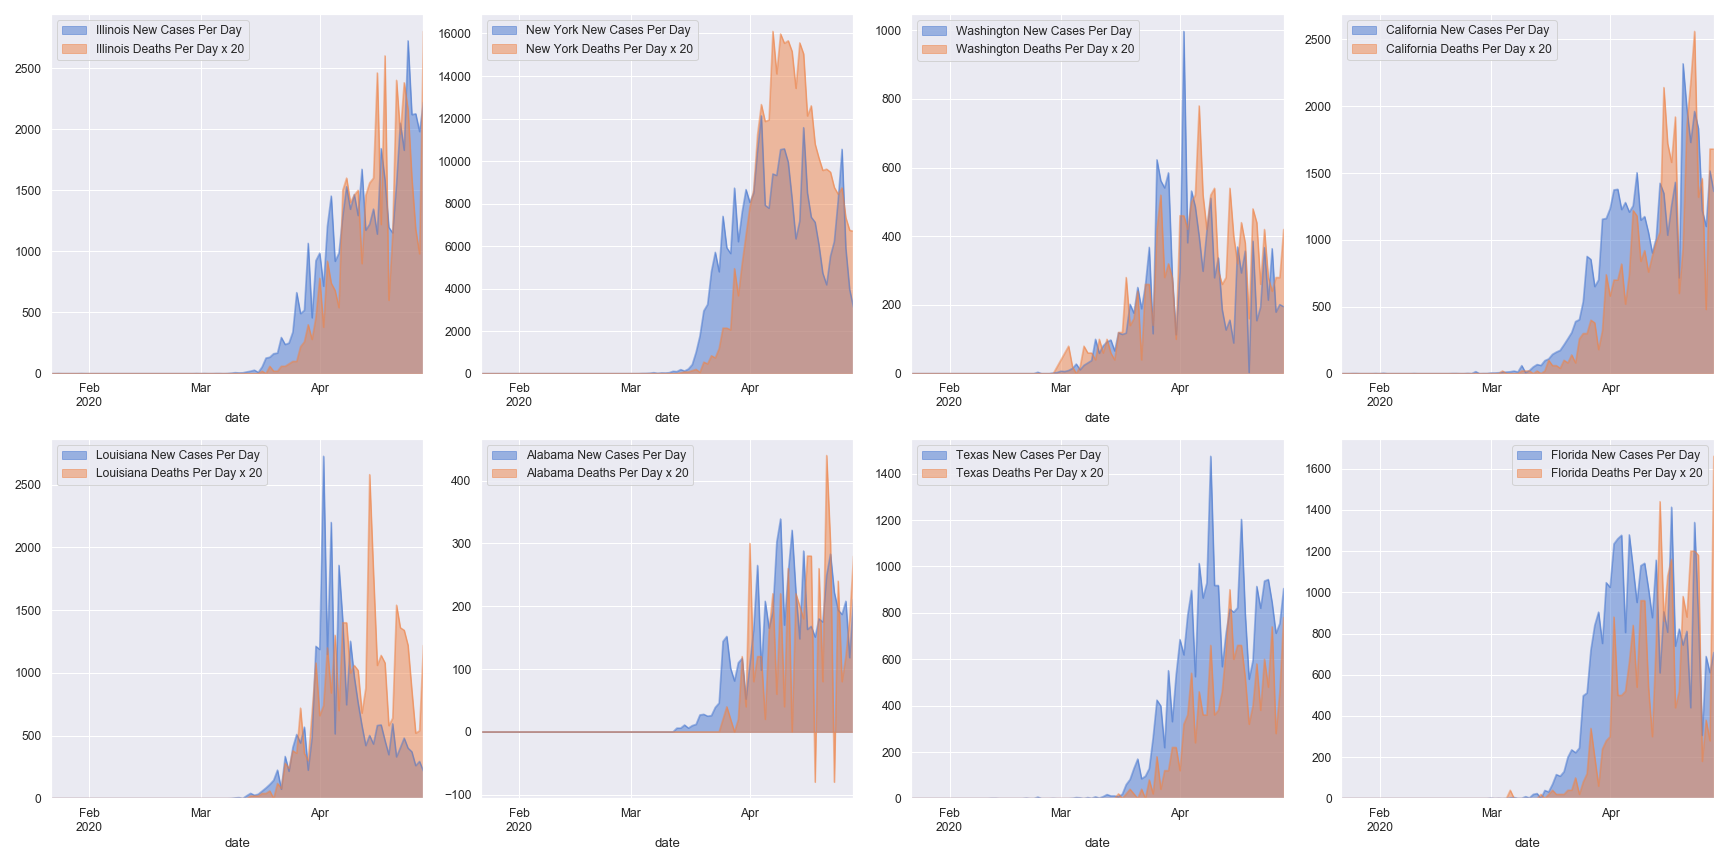 Illinois New Cases Per Day
Illinois Deaths Per Day x 20
2500
2000
1500
1000
500
0
Feb
2020
Mar
Apr
date
New York New Cases Per Day
New York Deaths Per Day x 20
16000
14000
12000
10000
8000
6000
4000
2000
0
Feb
2020
Mar
Apr
date
Washington New Cases Per Day
Washington Deaths Per Day x 20
1000
800
600
400
200
0
Feb
2020
Mar
Apr
date
California New Cases Per Day
California Deaths Per Day x 20
2500
2000
1500
1000
500
0
Feb
2020
Mar
Apr
date
Louisiana New Cases Per Day
Louisiana Deaths Per Day x 20
2500
2000
1500
1000
500
0
Feb
2020
Mar
Apr
date
Alabama New Cases Per Day
Alabama Deaths Per Day x 20
400
300
200
100
0
−100
Feb
2020
Mar
Apr
date
Texas New Cases Per Day
Texas Deaths Per Day x 20
1400
1200
1000
800
600
400
200
0
Feb
2020
Mar
Apr
date
Florida New Cases Per Day
Florida Deaths Per Day x 20
1600
1400
1200
1000
800
600
400
200
0
Feb
2020
Mar
Apr
date